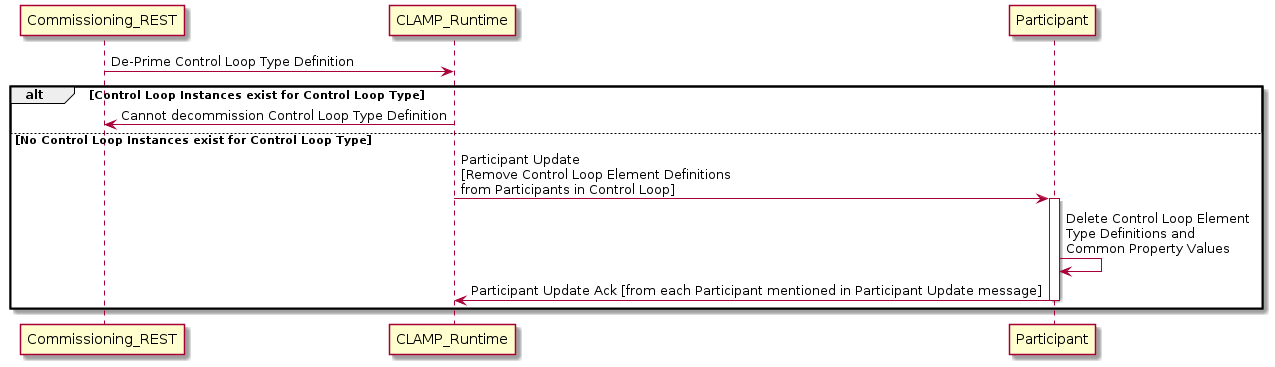 Commissioning_REST
CLAMP_Runtime
Participant
De-Prime Control Loop Type Definition
alt
[Control Loop Instances exist for Control Loop Type]
Cannot decommission Control Loop Type Definition
[No Control Loop Instances exist for Control Loop Type]
Participant Update
[Remove Control Loop Element Definitions
from Participants in Control Loop]
Delete Control Loop Element
Type Definitions and
Common Property Values
Participant Update Ack [from each Participant mentioned in Participant Update message]
Commissioning_REST
CLAMP_Runtime
Participant